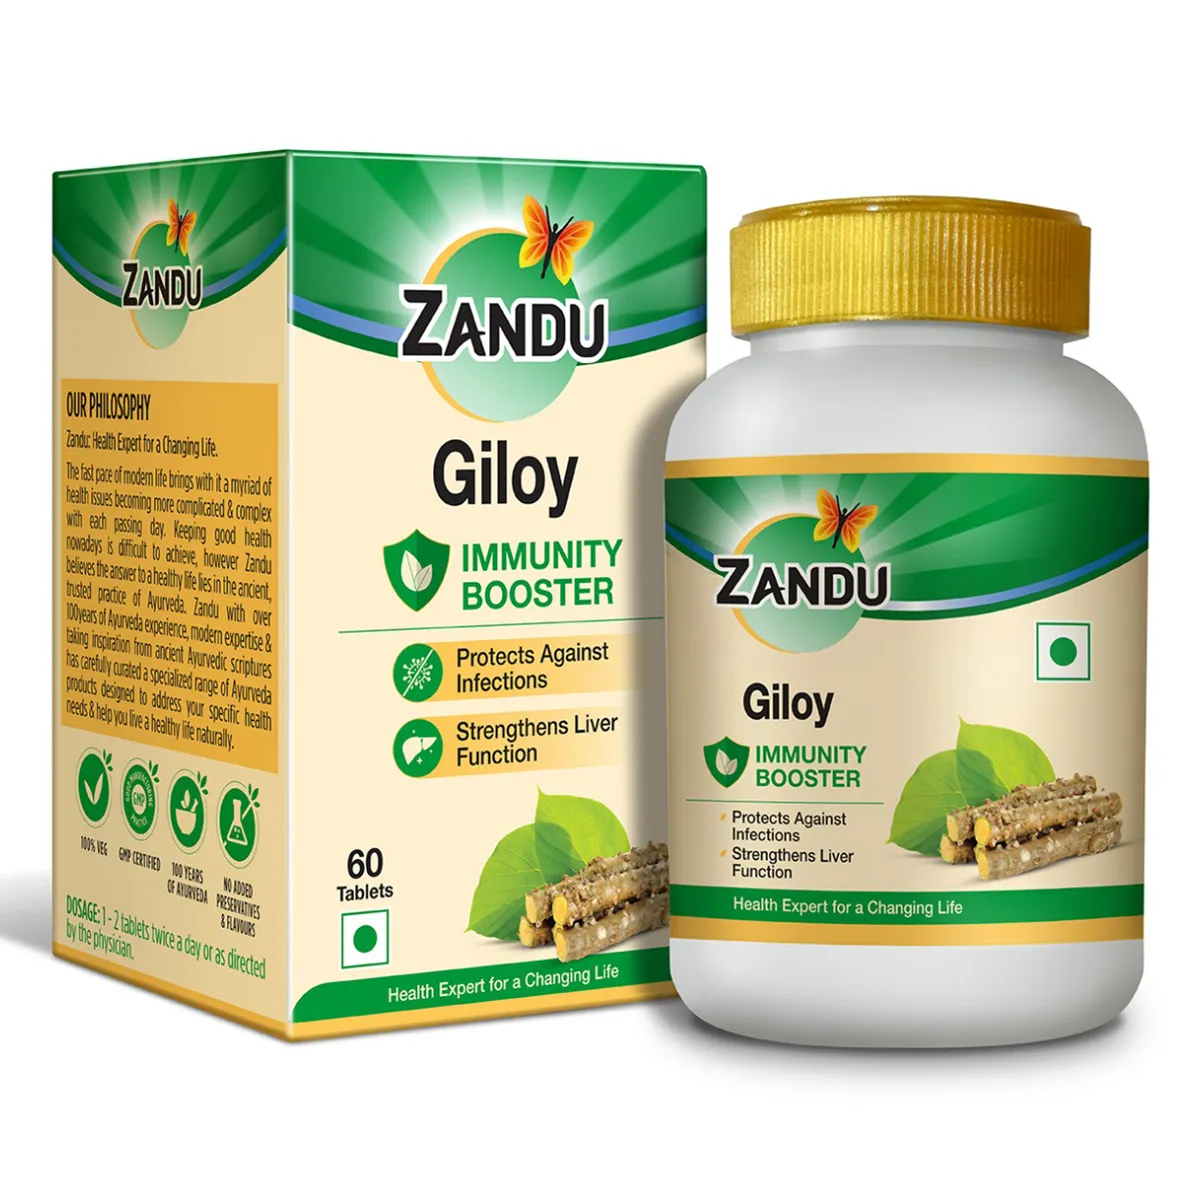 ZANDU
OUR PHILOSOPHY
Zandu: Health Expert for a Changing Life.
The fast pace of modern life brings with it a myriad of
health issues becoming more complicated & complex
with each passing day. Keeping good health
nowadays is difficult to achieve, however Zandu
believes the answer to a healthy life lies in the ancient,
trusted practice of Ayurveda. Zandu with over
100years of Ayurveda experience, modern expertise &
taking inspiration from ancient Ayurvedic scriptures
has carefully curated a specialized range of Ayurveda
products designed to address your specific health
needs & help you live a healthy life naturally.
100% VEG
GOOD MANUFACTURING
GMP
PRACTICE
GMP CERTIFIED
100 YEARS
OF AYURVEDA
NO ADDED
PRESERVATIVES
& FLAVOURS
DOSAGE: 1 - 2 tablets twice a day or as directed
by the physician.
ZANDU
Giloy
IMMUNITY
BOOSTER
Protects Against
Infections
Strengthens Liver
Function
60
Tablets
Health Expert for a Changing Life
ZANDU
Giloy
IMMUNITY
BOOSTER
Protects Against
Infections
Strengthens Liver
Function
Health Expert for a Changing Life